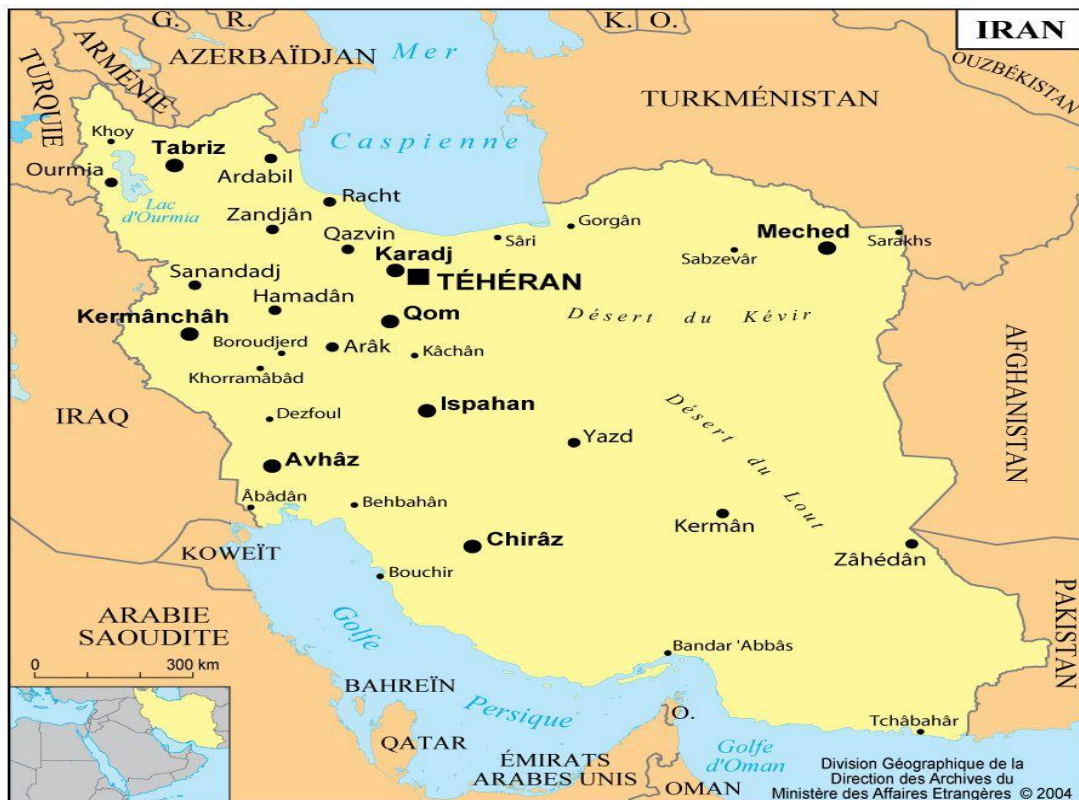 G.
R.
K.
O.
IRAN
AZERBAÏDJAN
ARMÉNIE
TURQUIE
Mer
Caspienne
OUZBÉKISTAN
TURKMÉNISTAN
Khoy
Tabriz
Ourmia
Ardabil
Lac
d'Ourmia
Racht
Zandjân
Qazvin
Karadj
Sâri
Gorgân
Meched
Sarakhs
Sabzevâr
Sanandadj
TÉHÉRAN
Hamadân
Kermânchâh
Qom
Désert du Kévir
Boroudjerd
Arâk
Kâchân
Khorramâbâd
AFGHANISTAN
IRAQ
Dezfoul
Ispahan
Yazd
Désert du Lout
Avhâz
Âbâdân
Behbahân
Kermân
Chirâz
Zâhédân
KOWEÏT
Bouchir
PAKISTAN
ARABIE
SAOUDITE
Golfe
Persique
0 300 km
Bandar 'Abbâs
BAHREÏN
O.
Tchâbahâr
QATAR
ÉMIRATS
ARABES UNIS
Golfe
d'Oman
OMAN
Division Géographique de la
Direction des Archives du
Ministère des Affaires Etrangères © 2004